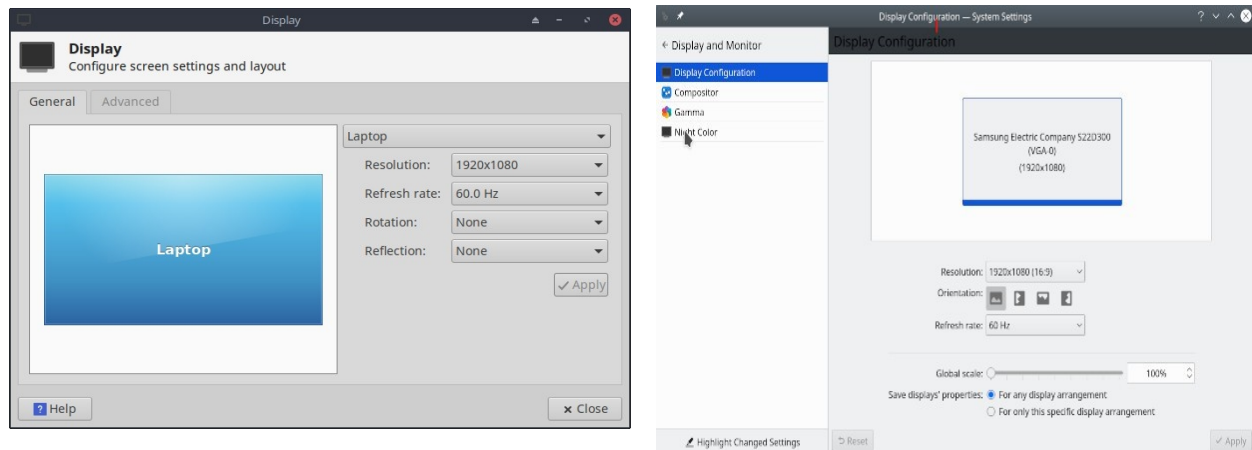 Display
Display
Configure screen settings and layout
General Advanced
Laptop
Laptop
Resolution: 1920x1080
Refresh rate: 60.0 Hz
Rotation: None
Reflection: None
Apply
Help
Close
Display Configuration — System Settings
Display and Monitor
Display Configuration
Compositor
Gamma
Night Color
Highlight Changed Settings
Display Configuration
Samsung Electric Company S22D300
(VGA-0)
(1920x1080)
Resolution: 1920x1080 (16:9)
Orientation:
Refresh rate: 60 Hz
Global scale: 100%
Save displays' properties: For any display arrangement
For only this specific display arrangement
Reset
Apply